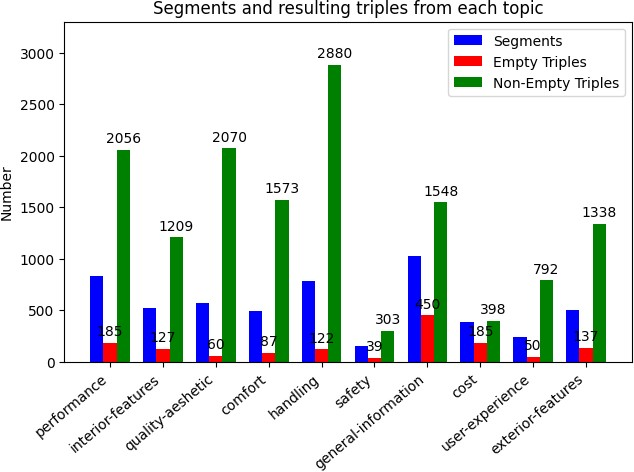 Segments and resulting triples from each topic
Segments
Empty Triples
Non-Empty Triples
Number
3000
2500
2000
1500
1000
500
0
2056
185
1209
127
2070
60
1573
87
2880
122
303
39
1548
450
398
185
792
50
1338
137
performance
interior-features
quality-aeshetic
comfort
handling
safety
general-information
cost
user-experience
exterior-features